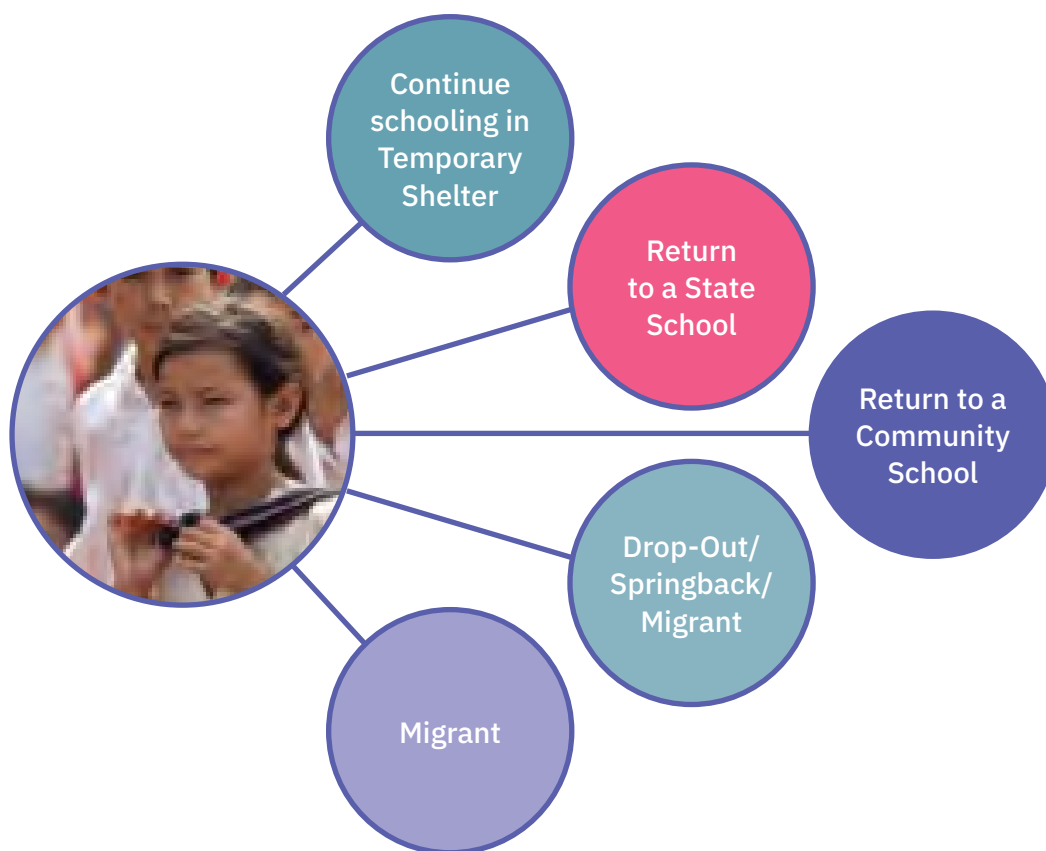 Continue
schooling in
Temporary
Shelter
Return
to a State
School
Return to a
Community
School
Drop-Out/
Springback/
Migrant
Migrant